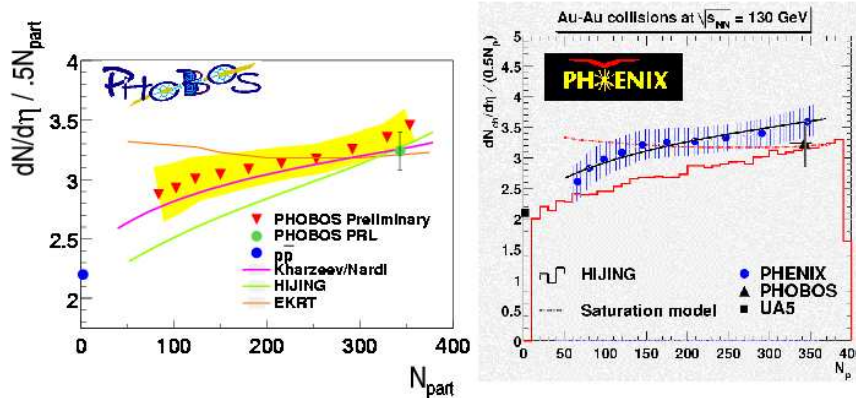 PHOBOS
dN/dη / .5N_part
4
3.5
3
2.5
2
PHOBOS Preliminary
PHOBOS PRL
pp̅
Kharzeev/Nardi
HIJING
EKRT
0 100 200 300 400
N_part
Au-Au collisions at √s_NN = 130 GeV
PHENIX
dN_ch/dη / (0.5N_p)
5
4.5
4
3.5
3
2.5
2
1.5
1
0.5
0
HIJING
Saturation model
PHENIX
PHOBOS
UA5
0 50 100 150 200 250 300 350 400
N_p